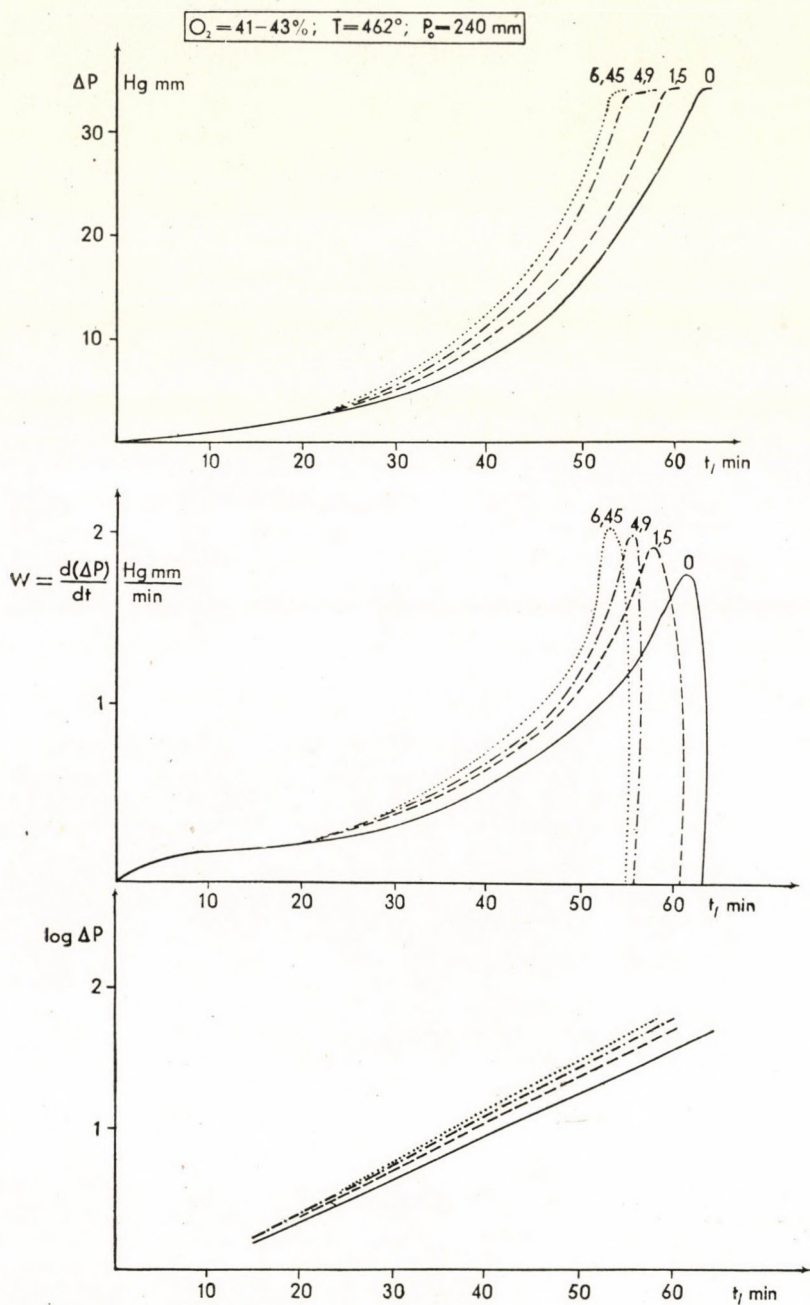 O₂ = 41-43%; T = 462°; P₀ = 240 mm
ΔP Hg mm
6,45 4,9 1,5 0
30
20
10
10 20 30 40 50 60 t, min
6,45 4,9 1,5 0
2
W = d(ΔP)/dt Hg mm/min
1
10 20 30 40 50 60 t, min
log ΔP
2
1
10 20 30 40 50 60 t, min